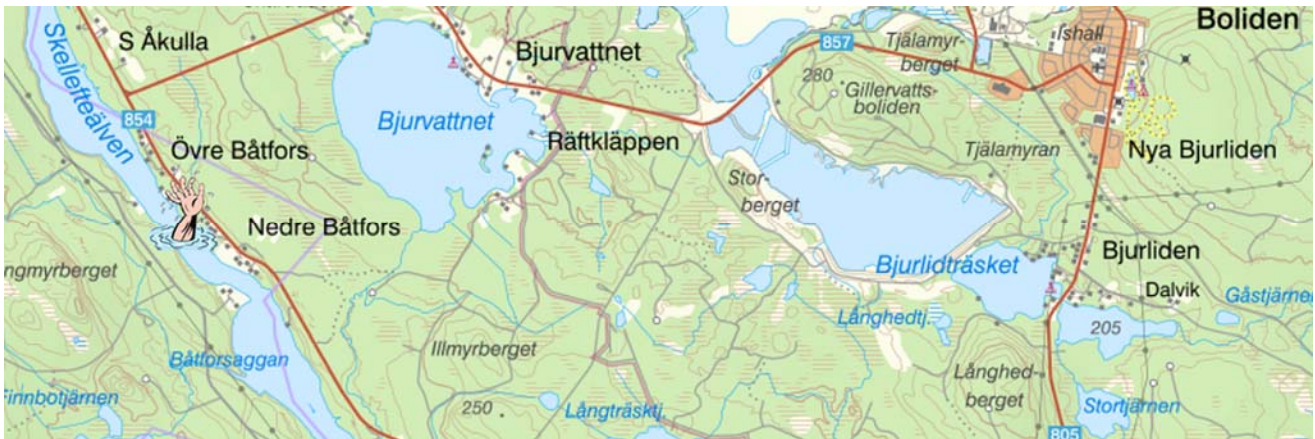 Boliden
S Åkulla
Skellefteälven
Bjurvattnet
857
Tjälamyr-
berget
Ishall
280
Gillervatts-
boliden
854
Bjurvattnet
Övre Båtfors
Räftkläppen
Tjälamyran
Nya Bjurliden
Stor-
berget
Nedre Båtfors
Bjurlidträsket
Bjurliden
ngmyrberget
Dalvik
Gåstjärnen
Långhedtj.
205
Båtforsaggan
Illmyrberget
Långhed-
berget
Finnbotjärnen
250
Långträsktj.
Stortjärnen
805